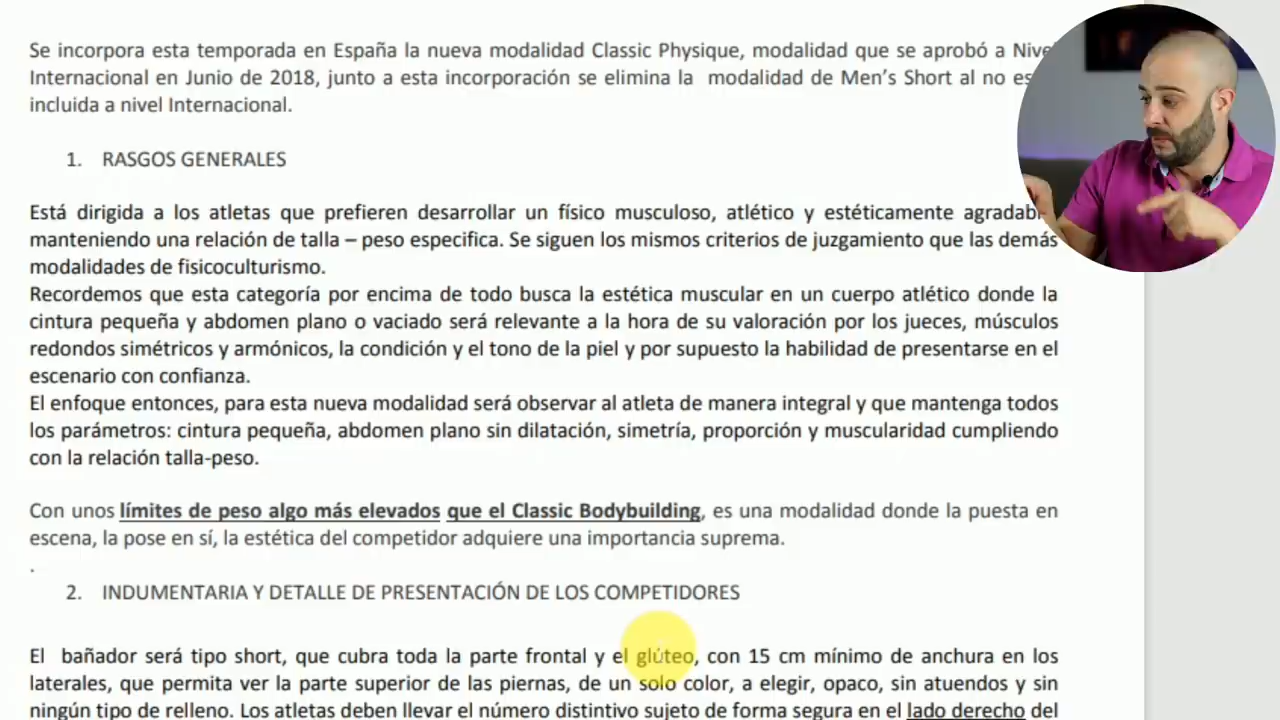 Se incorpora esta temporada en España la nueva modalidad Classic Physique, modalidad que se aprobó a
Internacional en Junio de 2018, junto a esta incorporación se elimina la modalidad de Men's Short al no
incluida a nivel Internacional.
1. RASGOS GENERALES
Está dirigida a los atletas que prefieren desarrollar un físico musculoso, atlético y estéticamente
manteniendo una relación de talla – peso especifica. Se siguen los mismos criterios de juzgamiento que las demás
modalidades de fisicoculturismo.
Recordemos que esta categoría por encima de todo busca la estética muscular en un cuerpo atlético donde la
cintura pequeña y abdomen plano o vaciado será relevante a la hora de su valoración por los jueces, músculos
redondos simétricos y armónicos, la condición y el tono de la piel y por supuesto la habilidad de presentarse en el
escenario con confianza.
El enfoque entonces, para esta nueva modalidad será observar al atleta de manera integral y que mantenga todos
los parámetros: cintura pequeña, abdomen plano sin dilatación, simetría, proporción y muscularidad cumpliendo
con la relación talla-peso.
Con unos límites de peso algo más elevados que el Classic Bodybuilding, es una modalidad donde la puesta en
escena, la pose en sí, la estética del competidor adquiere una importancia suprema.
.
2. INDUMENTARIA Y DETALLE DE PRESENTACIÓN DE LOS COMPETIDORES
El bañador será tipo short, que cubra toda la parte frontal y el glúteo, con 15 cm mínimo de anchura en los
laterales, que permita ver la parte superior de las piernas, de un solo color, a elegir, opaco, sin atuendos y sin
ningún tipo de relleno. Los atletas deben llevar el número distintivo sujeto de forma segura en el lado derecho del